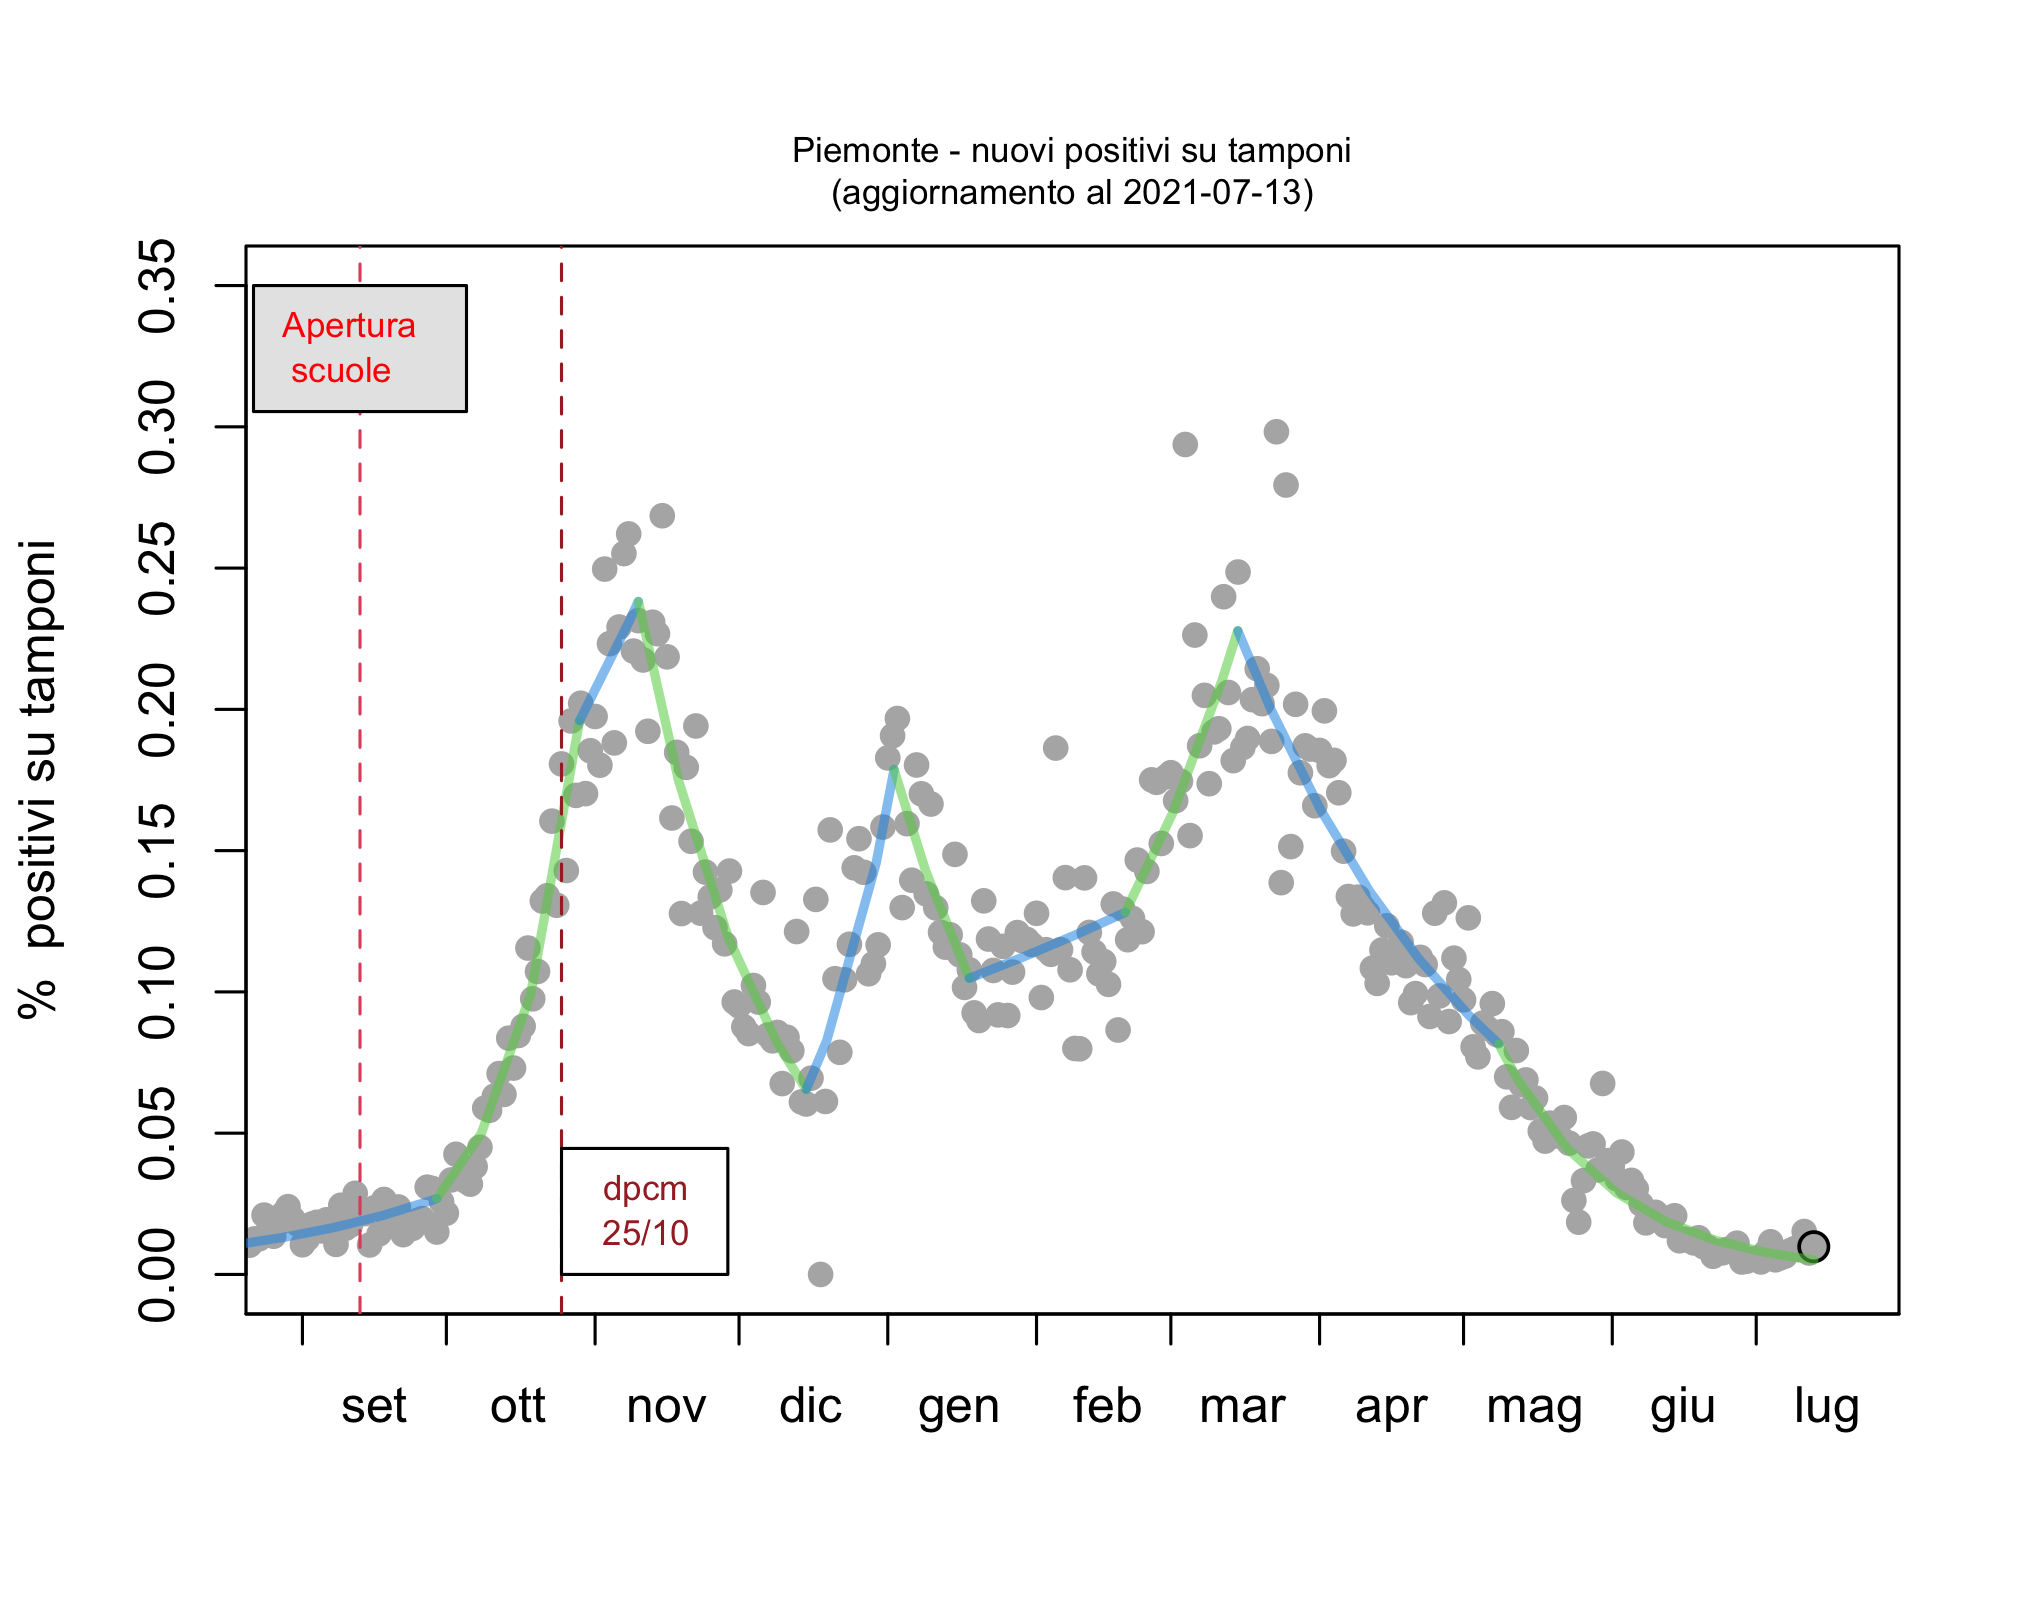 Piemonte - nuovi positivi su tamponi
(aggiornamento al 2021-07-13)
% positivi su tamponi
0.35
0.30
0.25
0.20
0.15
0.10
0.05
0.00
Apertura
scuole
dpcm
25/10
set ott nov dic gen feb mar apr mag giu lug